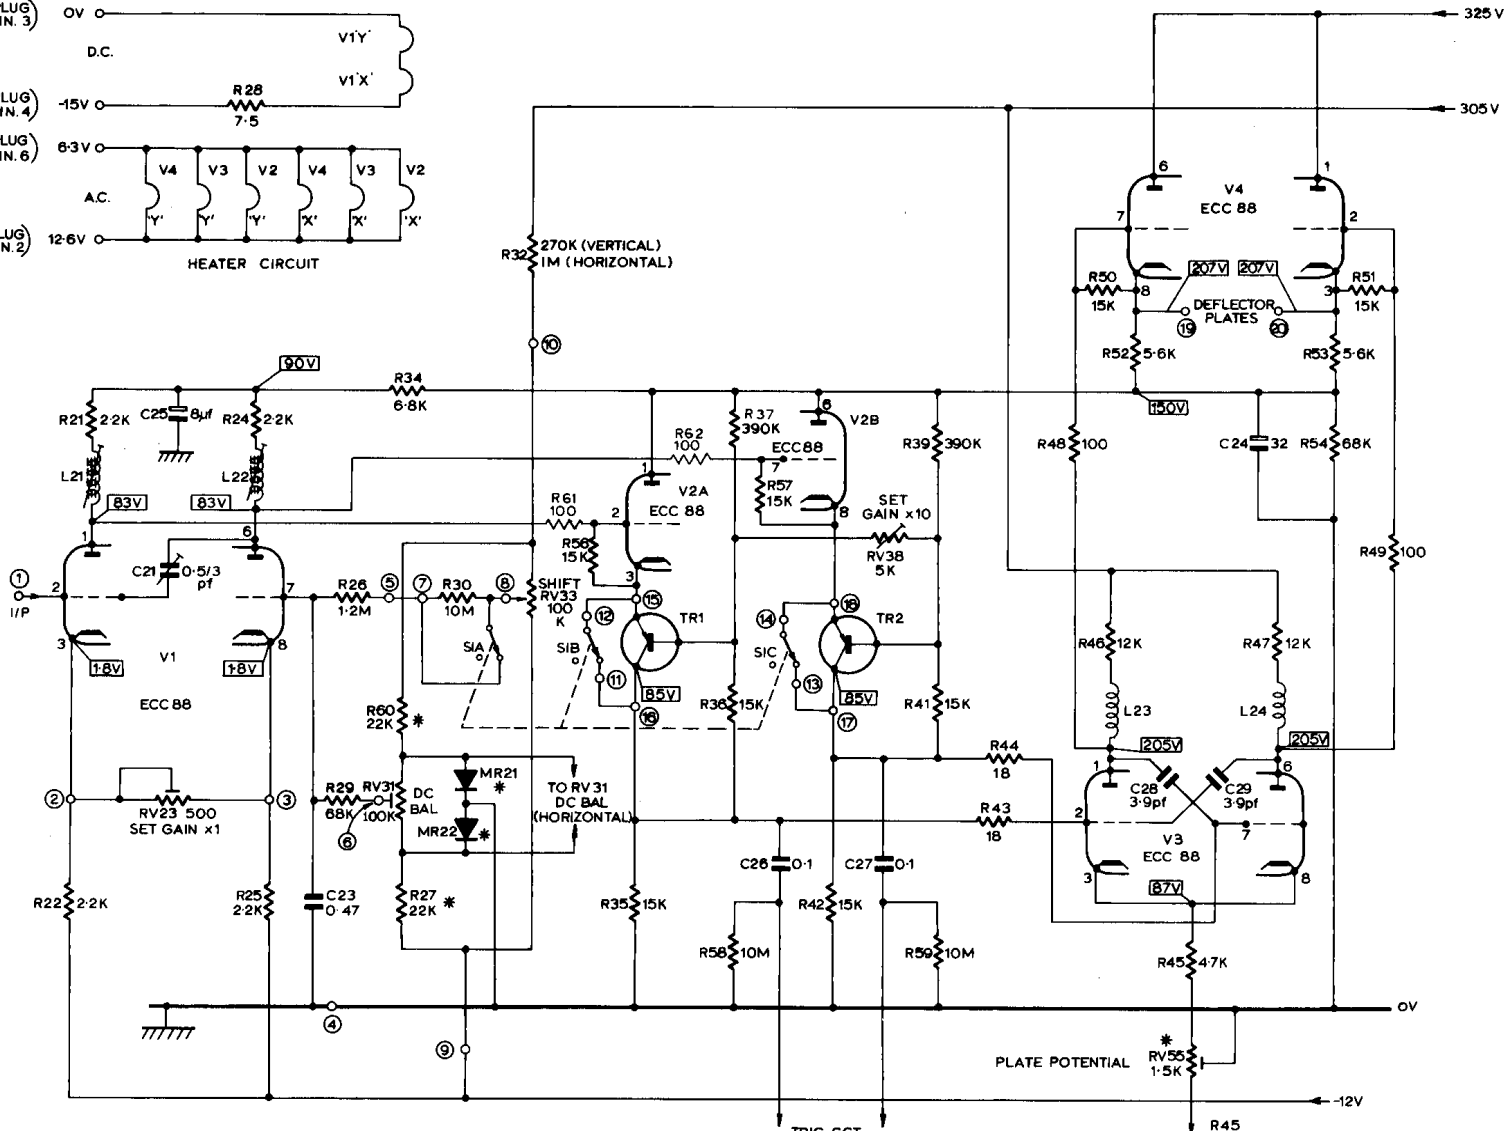 PLUG) 0V
IN. 3)
D.C.
V1'Y'
V1'X'
R28
7·5
LUG) -15V
IN. 4)
PLUG) 6·3V
IN. 6)
A.C.
V4 V3 V2 V4 V3 V2
'Y' 'Y' 'Y' 'X' 'X' 'X'
LUG) 12·6V
N. 2)
HEATER CIRCUIT
325V
305V
R32
270K (VERTICAL)
1M (HORIZONTAL)
10
6
1
V4
ECC 88
7
2
207V
207V
R50
15K
8
3
R51
15K
DEFLECTOR
PLATES
19
20
R52
5·6K
R53
5·6K
90V
R34
6·8K
150V
R21
2·2K
C25
8µf
R24
2·2K
R62
100
R37
390K
6
V2B
ECC88
7
R39
390K
R48
100
C24
32
R54
68K
L21
L22
83V
83V
1
V2A
ECC 88
R57
15K
8
SET
GAIN x10
RV38
5K
R61
100
2
R56
15K
3
R49
100
1
6
C21
0·5/3
pf
1
I/P
2
7
R26
1·2M
5
7
R30
10M
8
SHIFT
RV33
100
K
15
12
TR1
14
18
TR2
R46
12K
R47
12K
3
1·8V
V1
1·8V
8
ECC 88
S1A
S1B
S1C
11
13
85V
85V
16
17
R36
15K
R41
15K
L23
L24
R60
22K
*
205V
205V
MR21
*
MR22
*
TO RV31
DC BAL
(HORIZONTAL)
R44
18
1
6
C28
3·9pf
C29
3·9pf
2
RV23 500
SET GAIN x1
3
R29
68K
6
RV31
100K
DC
BAL
R43
18
2
7
V3
ECC 88
C26
0·1
C27
0·1
3
8
87V
R22
2·2K
R25
2·2K
C23
0·47
R27
22K
*
R35
15K
R42
15K
R58
10M
R59
10M
R45
4·7K
4
0V
9
PLATE POTENTIAL
*
RV55
1·5K
-12V
R45